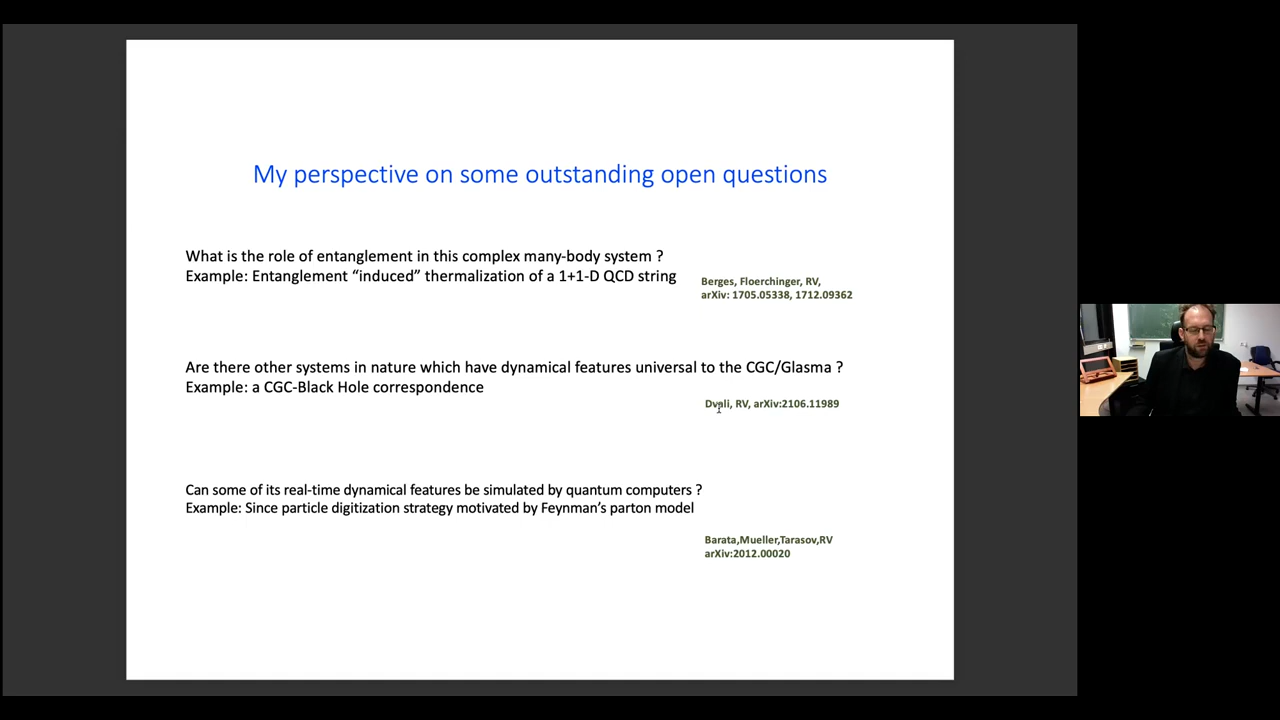 My perspective on some outstanding open questions
What is the role of entanglement in this complex many-body system ?
Example: Entanglement “induced” thermalization of a 1+1-D QCD string
Berges, Floerchinger, RV,
arXiv: 1705.05338, 1712.09362
Are there other systems in nature which have dynamical features universal to the CGC/Glasma ?
Example: a CGC-Black Hole correspondence
Dvali, RV, arXiv:2106.11989
Can some of its real-time dynamical features be simulated by quantum computers ?
Example: Since particle digitization strategy motivated by Feynman’s parton model
Barata,Mueller,Tarasov,RV
arXiv:2012.00020